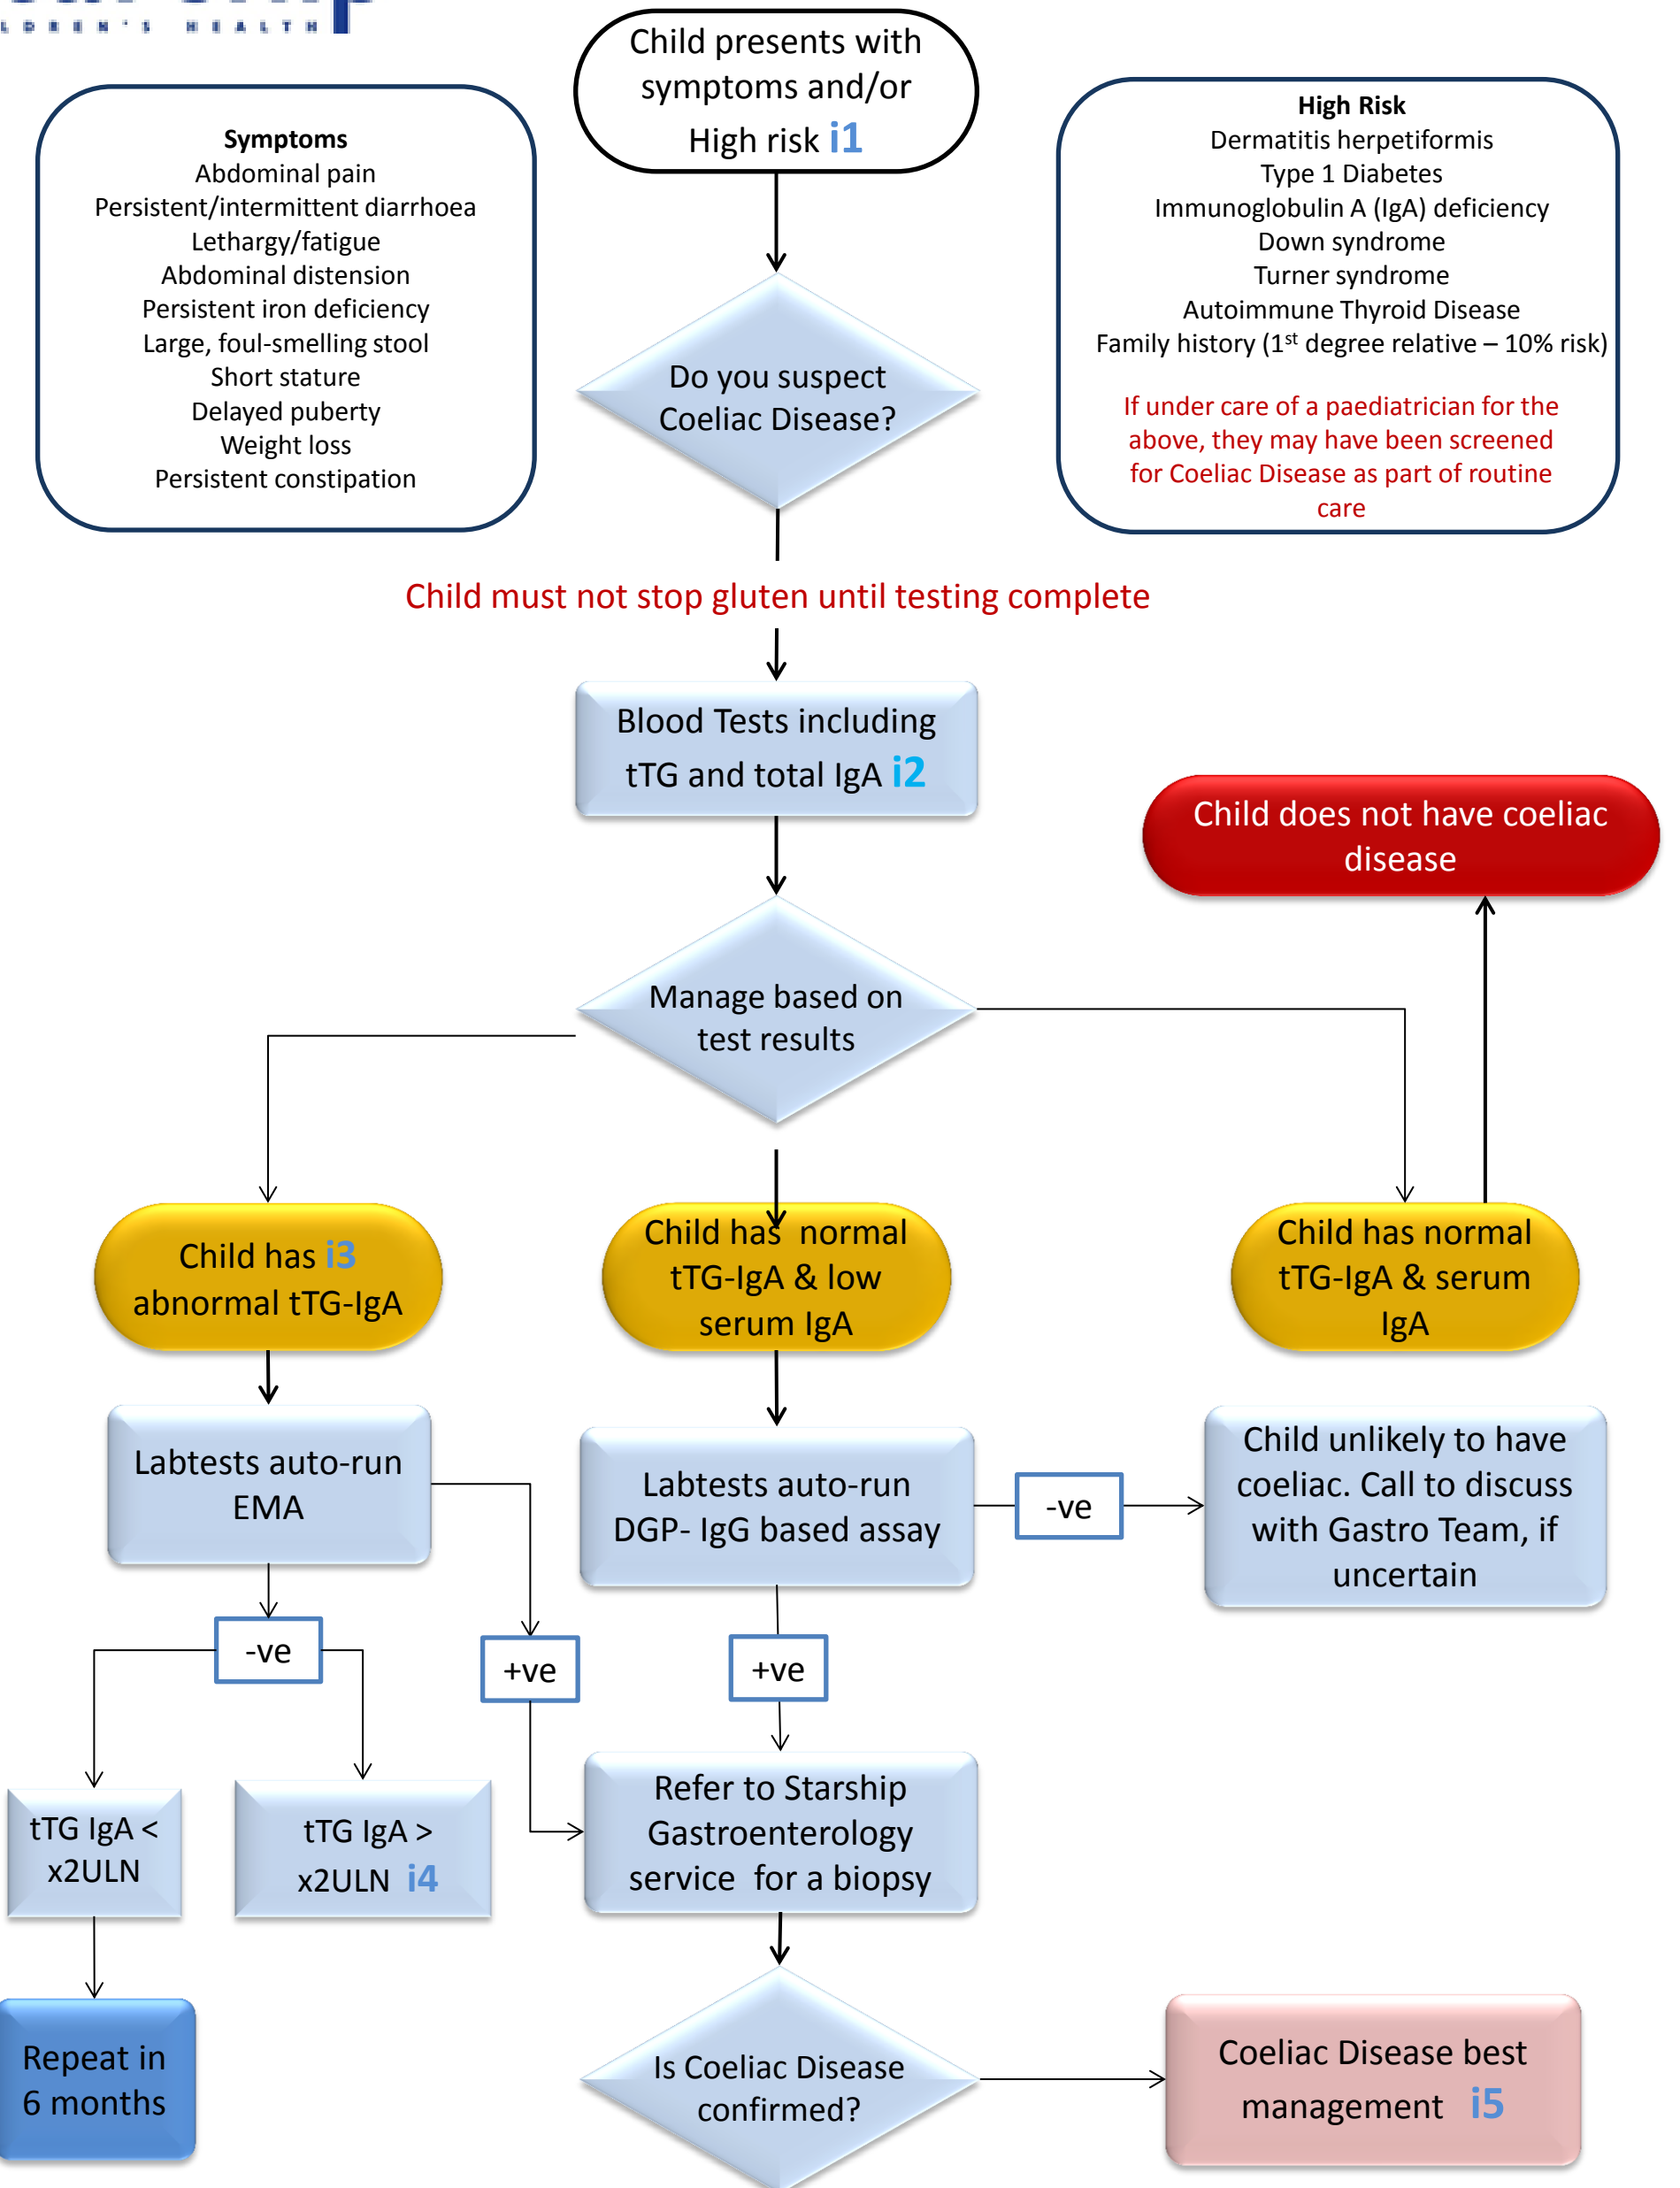 CHILDREN'S HEALTH
Child presents with
symptoms and/or
High risk i1
Symptoms
Abdominal pain
Persistent/intermittent diarrhoea
Lethargy/fatigue
Abdominal distension
Persistent iron deficiency
Large, foul-smelling stool
Short stature
Delayed puberty
Weight loss
Persistent constipation
High Risk
Dermatitis herpetiformis
Type 1 Diabetes
Immunoglobulin A (IgA) deficiency
Down syndrome
Turner syndrome
Autoimmune Thyroid Disease
Family history (1st degree relative – 10% risk)
If under care of a paediatrician for the
above, they may have been screened
for Coeliac Disease as part of routine
care
Do you suspect
Coeliac Disease?
Child must not stop gluten until testing complete
Blood Tests including
tTG and total IgA i2
Child does not have coeliac
disease
Manage based on
test results
Child has i3
abnormal tTG-IgA
Child has normal
tTG-IgA & low
serum IgA
Child has normal
tTG-IgA & serum
IgA
Labtests auto-run
EMA
Labtests auto-run
DGP- IgG based assay
-ve
Child unlikely to have
coeliac. Call to discuss
with Gastro Team, if
uncertain
-ve
+ve
+ve
tTG IgA <
x2ULN
tTG IgA >
x2ULN i4
Refer to Starship
Gastroenterology
service for a biopsy
Repeat in
6 months
Is Coeliac Disease
confirmed?
Coeliac Disease best
management i5